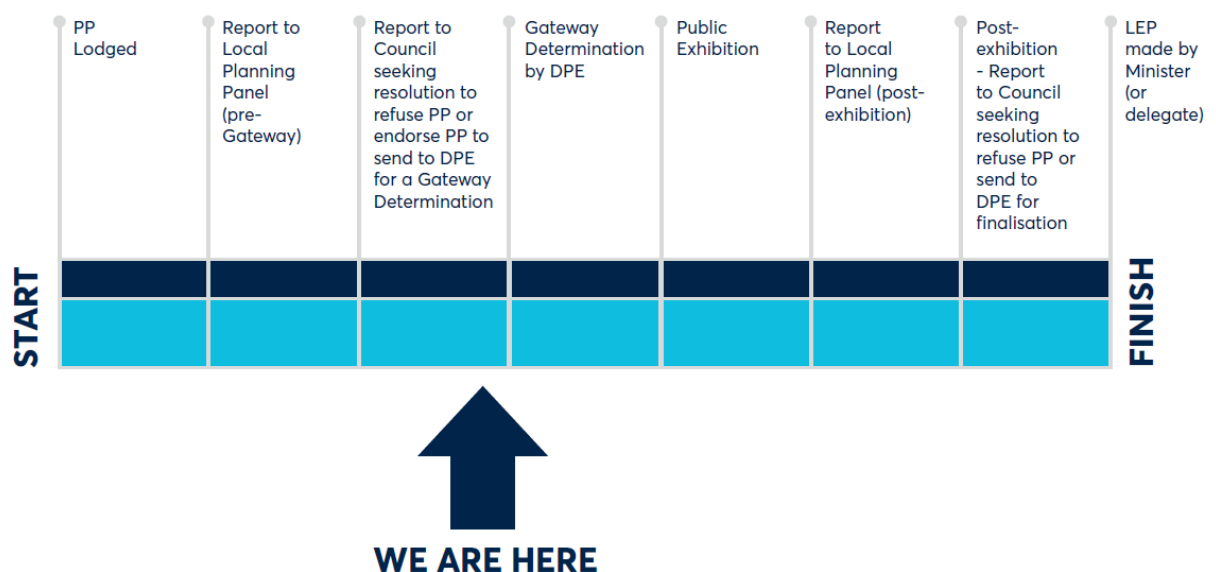 PP
Lodged
Report to
Local
Planning
Panel
(pre-
Gateway)
Report to
Council
seeking
resolution to
refuse PP or
endorse PP to
send to DPE
for a Gateway
Determination
Gateway
Determination
by DPE
Public
Exhibition
Report
to Local
Planning
Panel (post-
exhibition)
Post-
exhibition
- Report
to Council
seeking
resolution to
refuse PP or
send to
DPE for
finalisation
LEP
made by
Minister
(or
delegate)
START
FINISH
WE ARE HERE